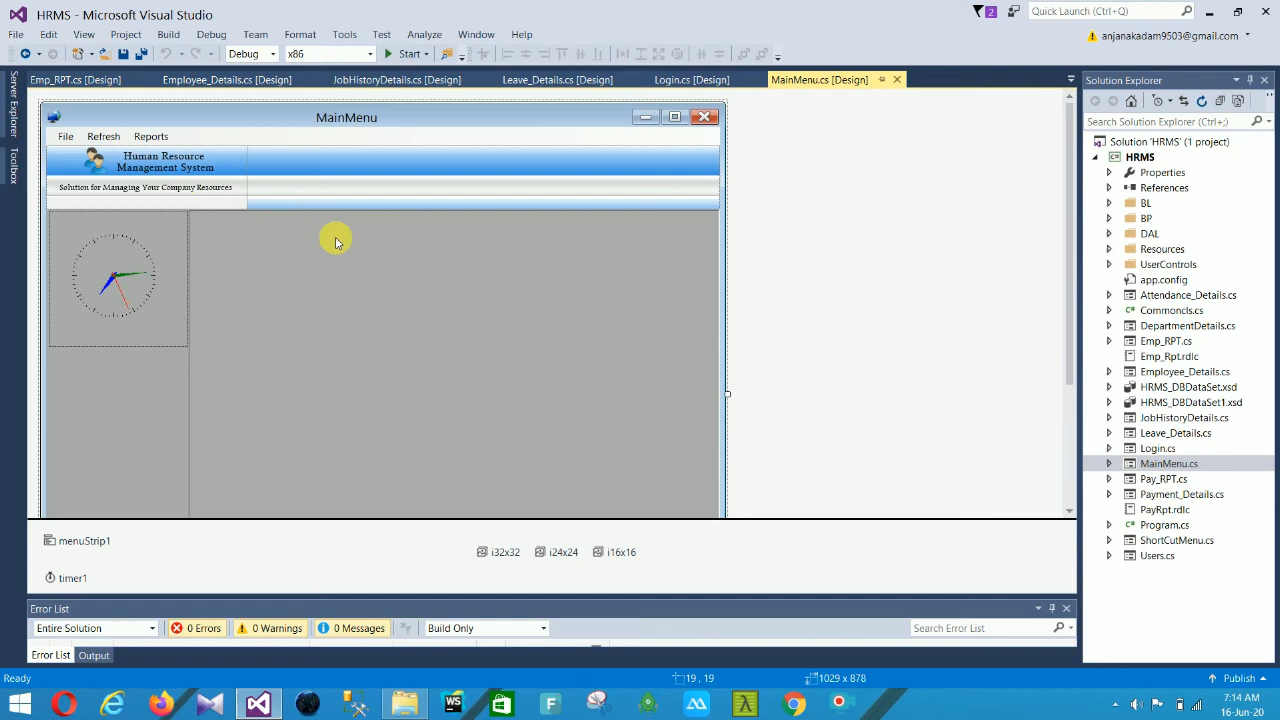 HRMS - Microsoft Visual Studio
2
Quick Launch (Ctrl+;)
File Edit View Project Build Debug Team Format Tools Test Analyze Window Help
anjanakadam9503@gmail.com
Debug x86 Start
Emp_RPT.cs [Design] Employee_Details.cs [Design] JobHistoryDetails.cs [Design] Leave_Details.cs [Design] Login.cs [Design] MainMenu.cs [Design]
Server Explorer
Toolbox
MainMenu
File Refresh Reports
Human Resource
Management System
Solution for Managing Your Company Resources
menuStrip1
i32x32 i24x24 i16x16
timer1
Error List
Entire Solution 0 Errors 0 Warnings 0 Messages Build Only Search Error List
Error List Output
Solution Explorer
Search Solution Explorer (Ctrl+;)
Solution 'HRMS' (1 project)
HRMS
Properties
References
BL
BP
DAL
Resources
UserControls
app.config
Attendance_Details.cs
Commoncls.cs
DepartmentDetails.cs
Emp_RPT.cs
Emp_Rpt.rdlc
Employee_Details.cs
HRMS_DBDataSet.xsd
HRMS_DBDataSet1.xsd
JobHistoryDetails.cs
Leave_Details.cs
Login.cs
MainMenu.cs
Pay_RPT.cs
Payment_Details.cs
PayRpt.rdlc
Program.cs
ShortCutMenu.cs
Users.cs
Ready 19 , 19 1029 x 878 Publish
WS F
7:14 AM
16-Jun-20